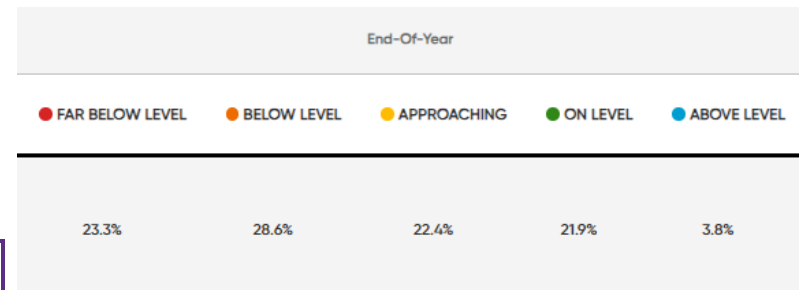 End-Of-Year
FAR BELOW LEVEL BELOW LEVEL APPROACHING ON LEVEL ABOVE LEVEL
23.3% 28.6% 22.4% 21.9% 3.8%